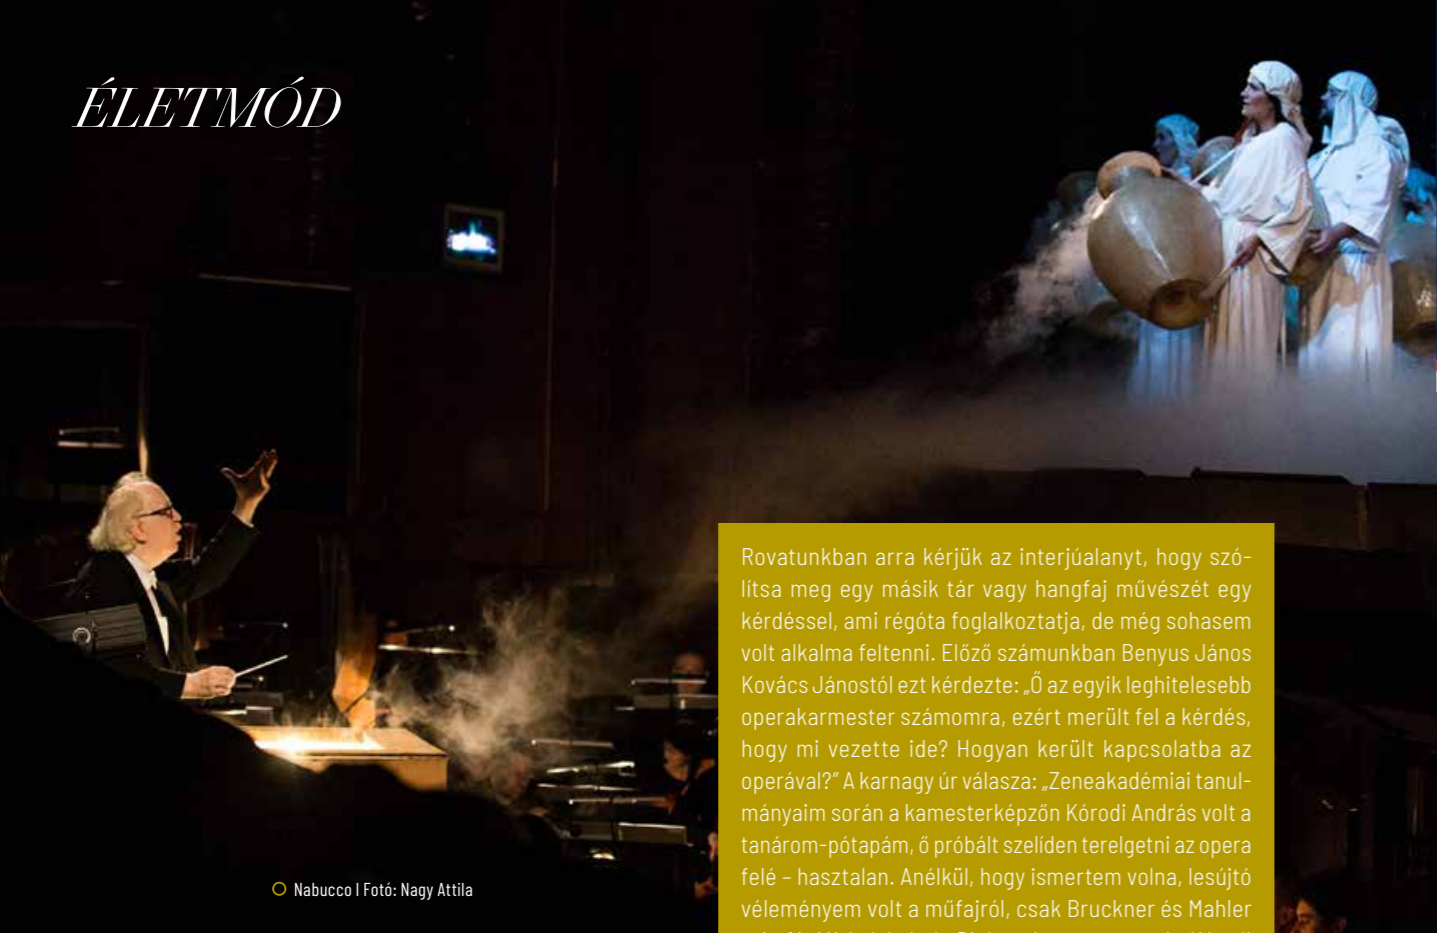 ÉLETMÓD
Rovatunkban arra kérjük az interjúalanyt, hogy szó-
lítsa meg egy másik tár vagy hangfaj művészét egy
kérdéssel, ami régóta foglalkoztatja, de még sohasem
volt alkalma feltenni. Előző számunkban Benyus János
Kovács Jánostól ezt kérdezte: „Ő az egyik leghitelesebb
operakarmester számomra, ezért merült fel a kérdés,
hogy mi vezette ide? Hogyan került kapcsolatba az
operával?” A karnagy úr válasza: „Zeneakadémiai tanul-
mányaim során a kamesterképzőn Kórodi András volt a
tanárom-pótapám, ő próbált szelíden terelgetni az opera
felé – hasztalan. Anélkül, hogy ismertem volna, lesújtó
véleményem volt a műfajról, csak Bruckner és Mahler
Nabucco I Fotó: Nagy Attila